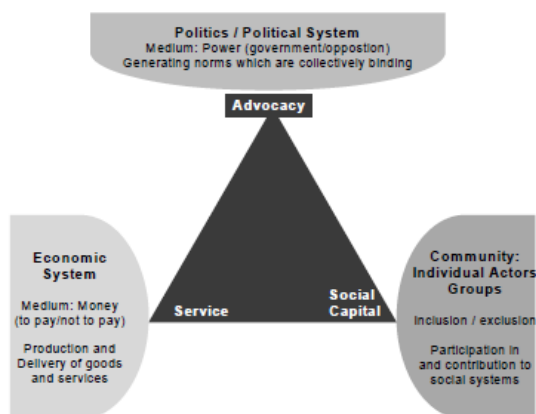 Politics / Political System
Medium: Power (government/oppostion)
Generating norms which are collectively binding
Advocacy
Economic
System
Medium: Money
(to pay/not to pay)
Production and
Delivery of goods
and services
Service
Social
Capital
Community:
Individual Actors
Groups
Inclusion / exclusion
Participation in
and contribution to
social systems